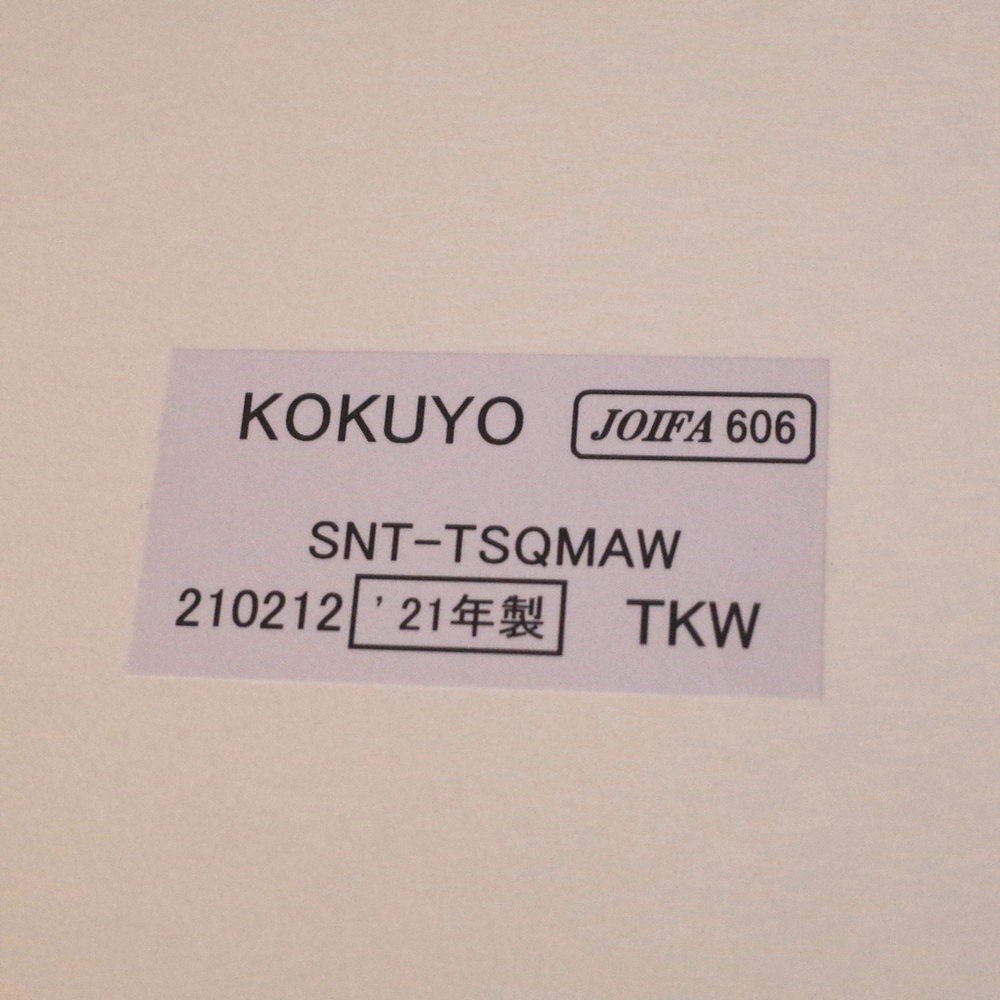 KOKUYO JOIFA 606
SNT-TSQMAW
210212 '21年製 TKW